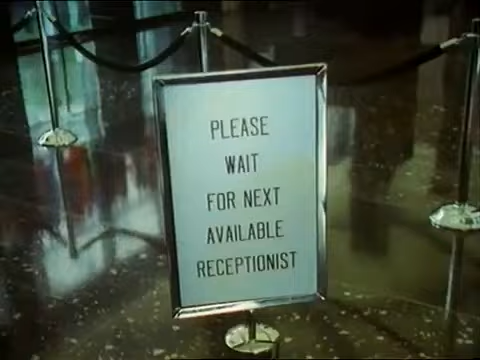 PLEASE
WAIT
FOR NEXT
AVAILABLE
RECEPTIONIST